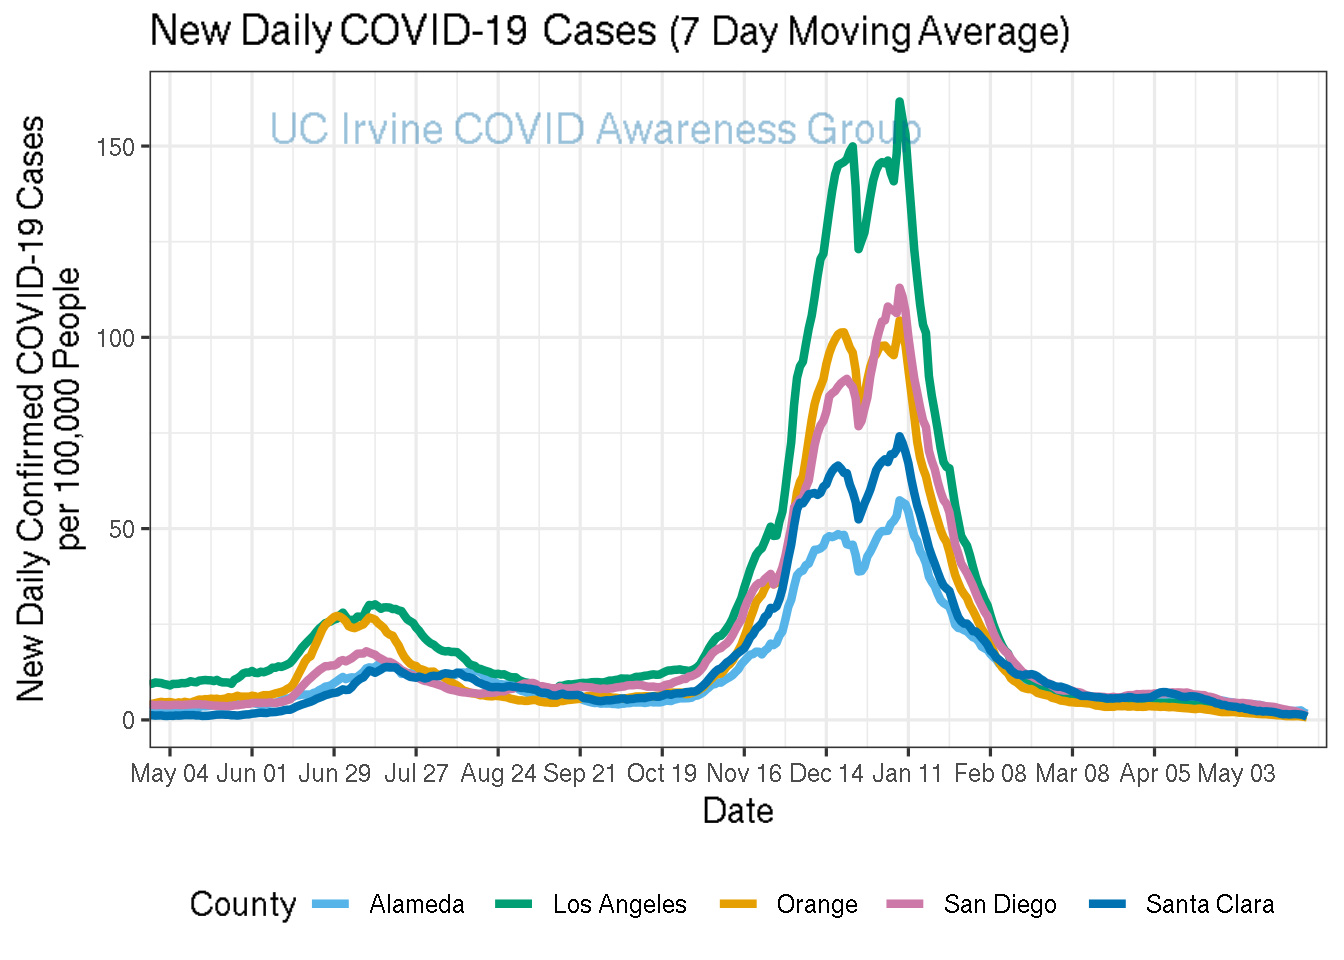 New Daily COVID-19 Cases (7 Day Moving Average)
UC Irvine COVID Awareness Group
New Daily Confirmed COVID-19 Cases
per 100,000 People
150
100
50
0
May 04 Jun 01 Jun 29 Jul 27 Aug 24 Sep 21 Oct 19 Nov 16 Dec 14 Jan 11 Feb 08 Mar 08 Apr 05 May 03
Date
County Alameda Los Angeles Orange San Diego Santa Clara